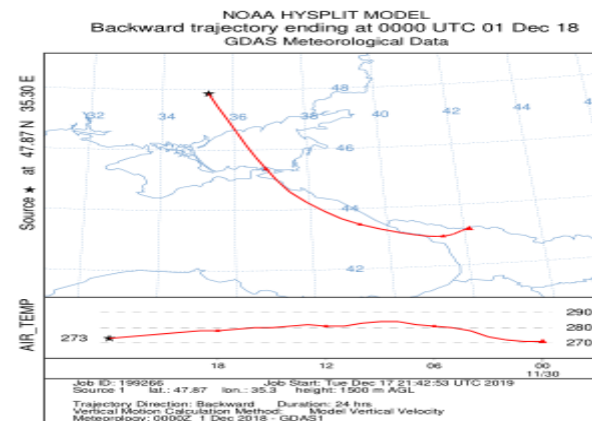 NOAA HYSPLIT MODEL
Backward trajectory ending at 0000 UTC 01 Dec 18
GDAS Meteorological Data
Source ★ at 47.87 N 35.30 E
48
32 34 36 38 40 42 44 46
46
44
42
AIR_TEMP
273
290
280
270
18 12 06 00
11/30
Job ID: 199266 Job Start: Tue Dec 17 21:42:53 UTC 2019
Source 1 lat.: 47.87 lon.: 35.3 height: 1500 m AGL
Trajectory Direction: Backward Duration: 24 hrs
Vertical Motion Calculation Method: Model Vertical Velocity
Meteorology: 0000Z 1 Dec 2018 - GDAS1